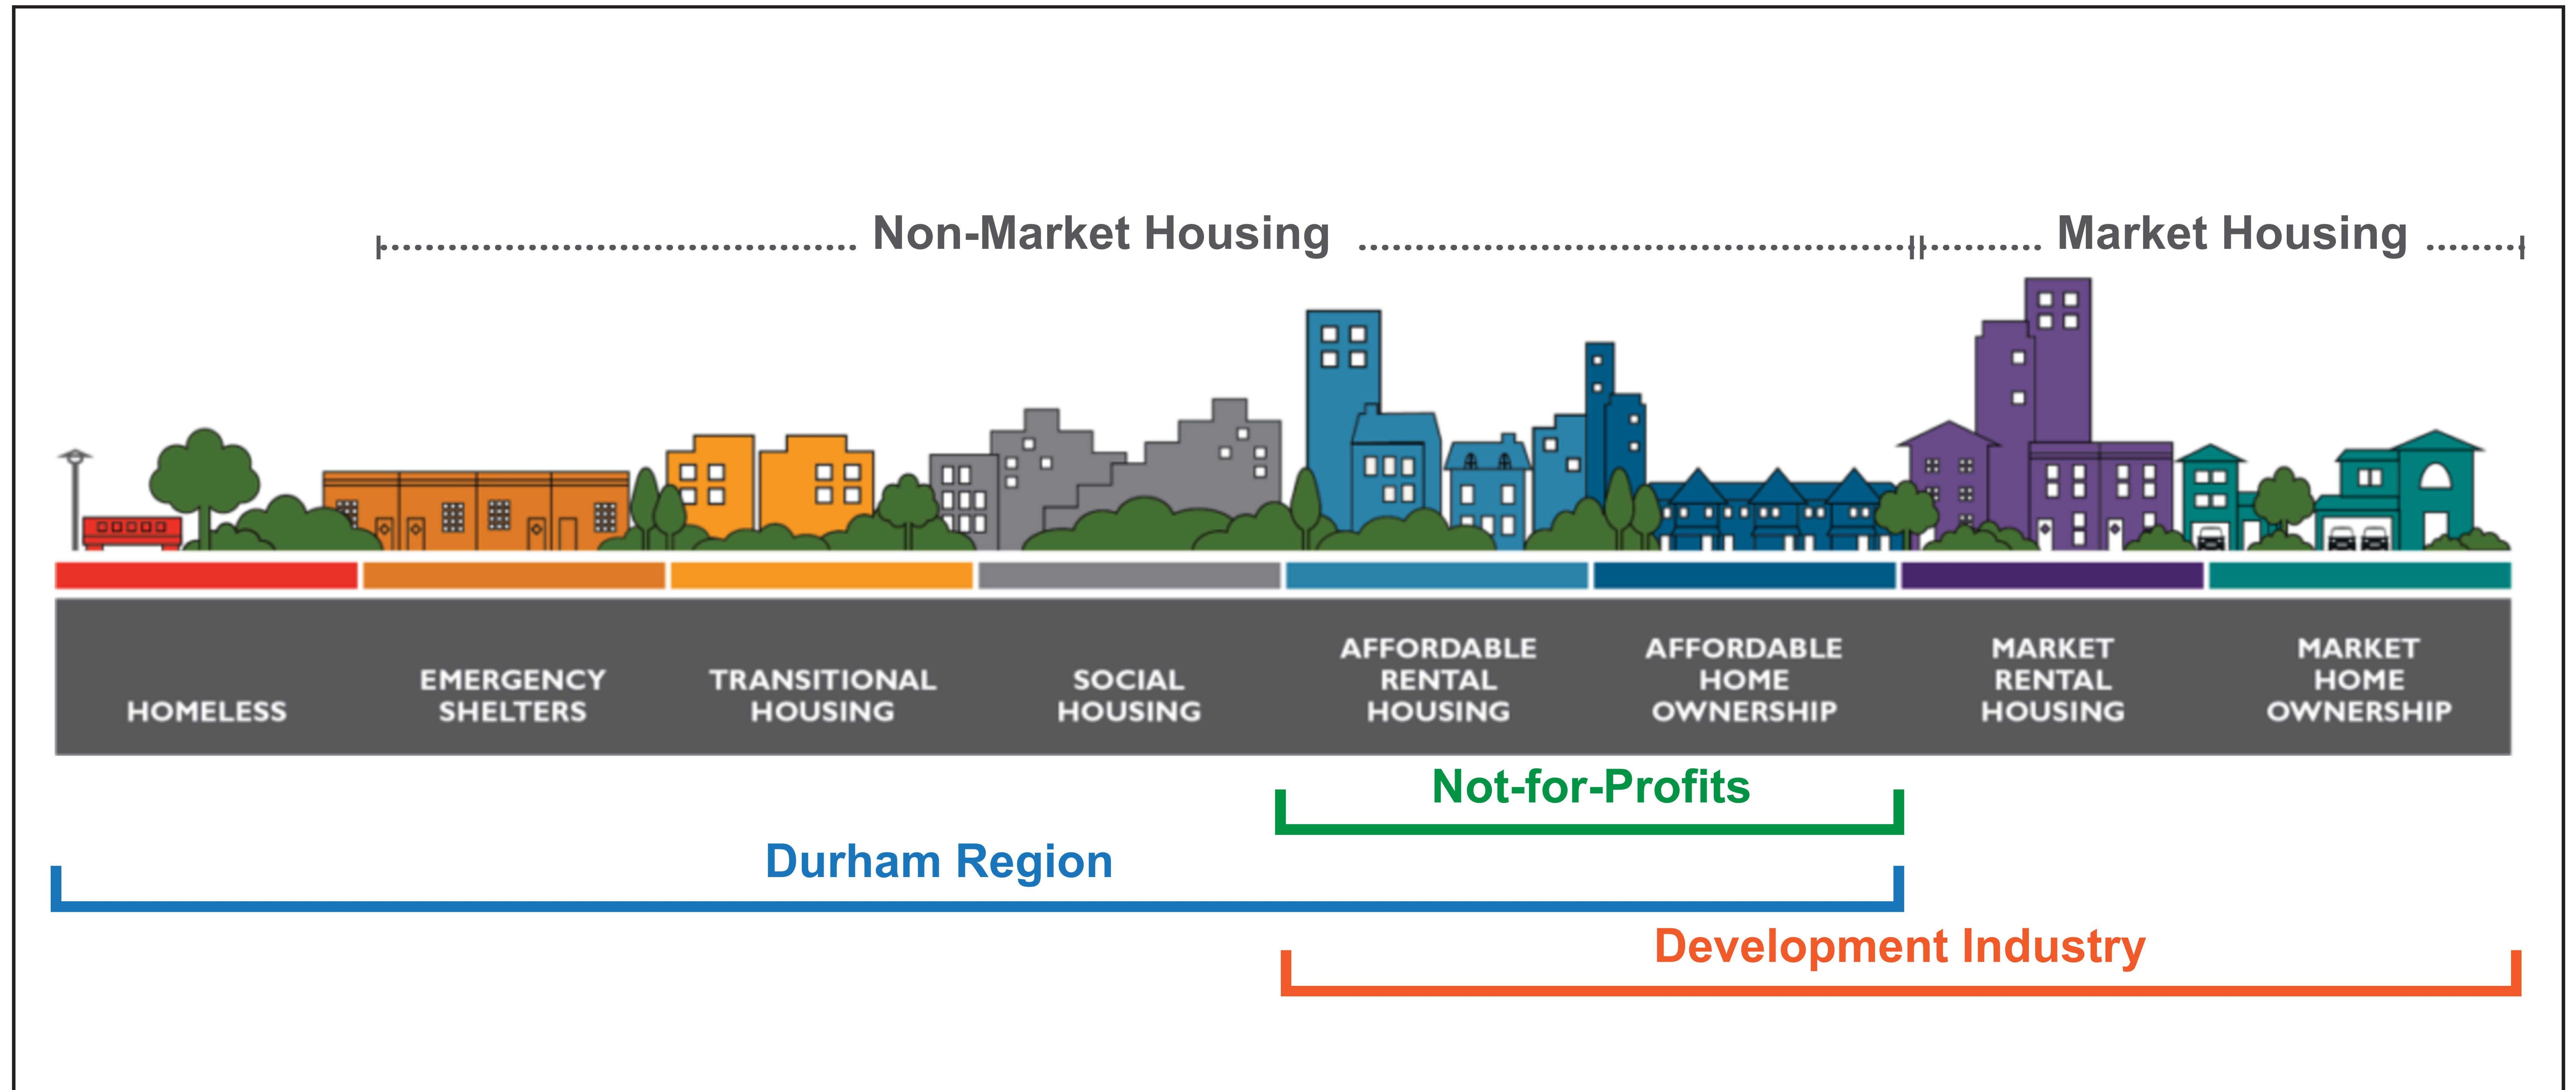 Non-Market Housing
Market Housing
HOMELESS
EMERGENCY
SHELTERS
TRANSITIONAL
HOUSING
SOCIAL
HOUSING
AFFORDABLE
RENTAL
HOUSING
AFFORDABLE
HOME
OWNERSHIP
MARKET
RENTAL
HOUSING
MARKET
HOME
OWNERSHIP
Not-for-Profits
Durham Region
Development Industry